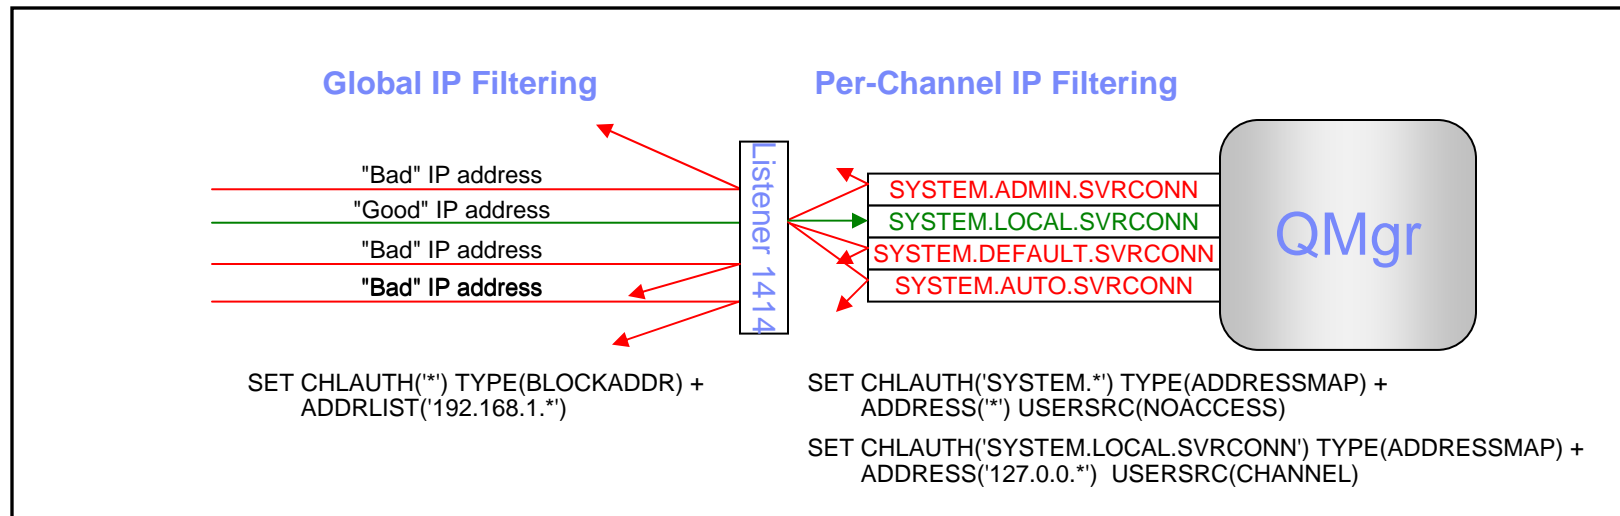 Global IP Filtering
Per-Channel IP Filtering
"Bad" IP address
"Good" IP address
"Bad" IP address
"Bad" IP address
Listener 1414
SYSTEM.ADMIN.SVRCONN
SYSTEM.LOCAL.SVRCONN
SYSTEM.DEFAULT.SVRCONN
SYSTEM.AUTO.SVRCONN
QMgr
SET CHLAUTH('*') TYPE(BLOCKADDR) +
ADDRLIST('192.168.1.*')
SET CHLAUTH('SYSTEM.*') TYPE(ADDRESSMAP) +
ADDRESS('*') USERSRC(NOACCESS)
SET CHLAUTH('SYSTEM.LOCAL.SVRCONN') TYPE(ADDRESSMAP) +
ADDRESS('127.0.0.*')  USERSRC(CHANNEL)